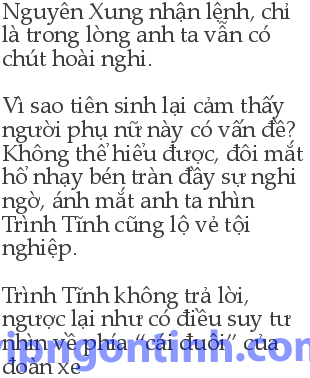 Nguyên Xung nhận lệnh, chỉ
là trong lòng anh ta vẫn có
chút hoài nghi.
Vì sao tiên sinh lại cảm thấy
người phụ nữ này có vấn đề?
Không thể hiểu được, đôi mắt
hổ nhạy bén tràn đầy sự nghi
ngờ, ánh mắt anh ta nhìn
Trình Tĩnh cũng lộ vẻ tội
nghiệp.
Trình Tĩnh không trả lời,
ngược lại như có điều suy tư
nhìn về phía “cái đuôi” của
đoàn xe
ripngontinh.com